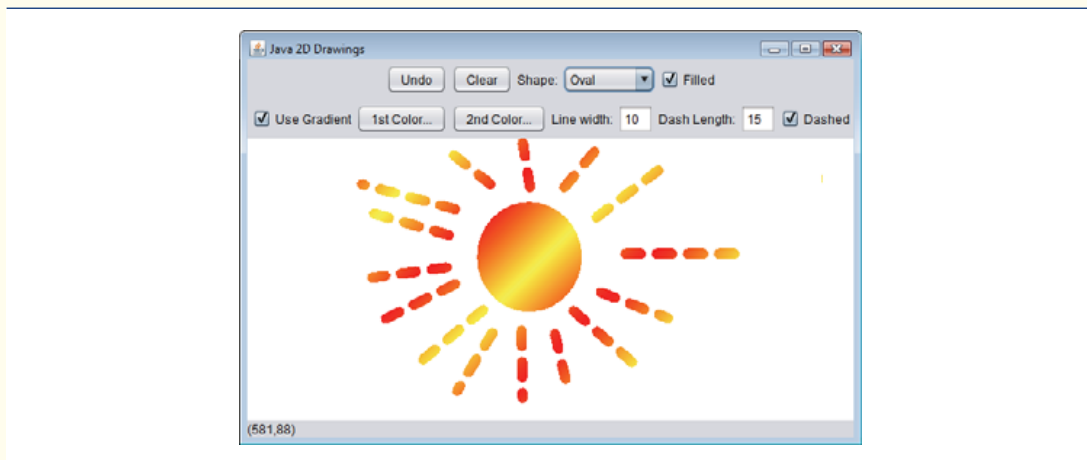 Java 2D Drawings
Undo Clear Shape: Oval Filled
Use Gradient 1st Color... 2nd Color... Line width: 10 Dash Length: 15 Dashed
(581,88)